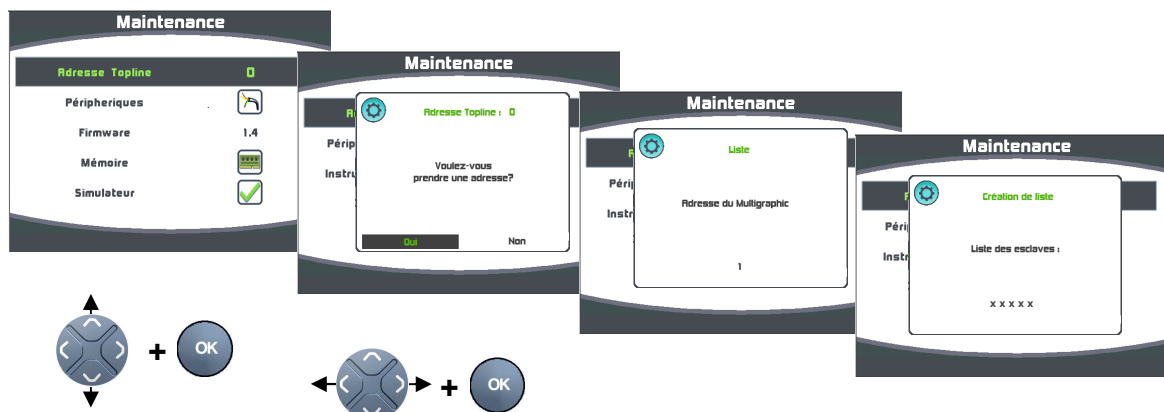 Maintenance
Adresse Topline 0
Péripheriques
Firmware 1.4
Mémoire
Simulateur
Maintenance
Adresse Topline : 0
Périp
Voulez-vous
prendre une adresse?
Instru
Oui Non
Maintenance
Liste
Périp
Adresse du Multigraphic
Instr
1
Maintenance
Création de liste
Péri
Liste des esclaves :
Instr
x x x x x
+ OK
+ OK